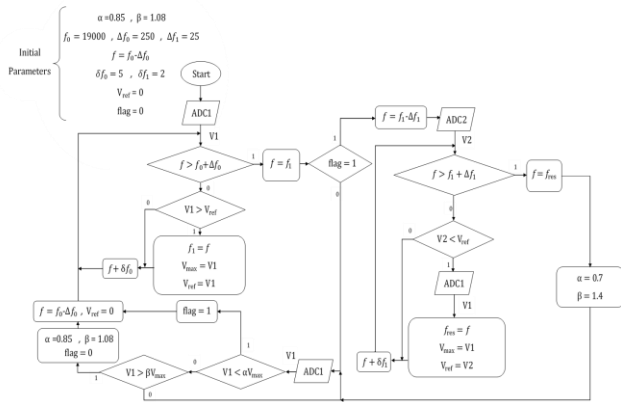 Initial
Parameters
α =0.85 , β = 1.08
f₀ = 19000 , Δf₀ = 250 , Δf₁ = 25
f = f₀-Δf₀
δf₀ = 5 , δf₁ = 2
Vref = 0
flag = 0
Start
ADC1
V1
f > f₀+Δf₀
1
0
f = f₁
flag = 1
1
0
V1 > Vref
0
1
f₁ = f
Vmax = V1
Vref = V1
f + δf₀
f = f₀-Δf₀ , Vref = 0
flag = 1
α =0.85 , β = 1.08
flag = 0
1
V1 > βVmax
0
0
V1 < αVmax
1
V1
ADC1
f = f₁-Δf₁
ADC2
V2
f > f₁ + Δf₁
1
0
f = fres
V2 < Vref
0
1
ADC1
V1
fres = f
Vmax = V1
Vref = V2
f + δf₁
α = 0.7
β = 1.4